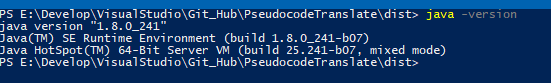 PS E:\Develop\VisualStudio\Git_Hub\PseudocodeTranslate\dist> java -version
java version "1.8.0_241"
Java(TM) SE Runtime Environment (build 1.8.0_241-b07)
Java HotSpot(TM) 64-Bit Server VM (build 25.241-b07, mixed mode)
PS E:\Develop\VisualStudio\Git_Hub\PseudocodeTranslate\dist>